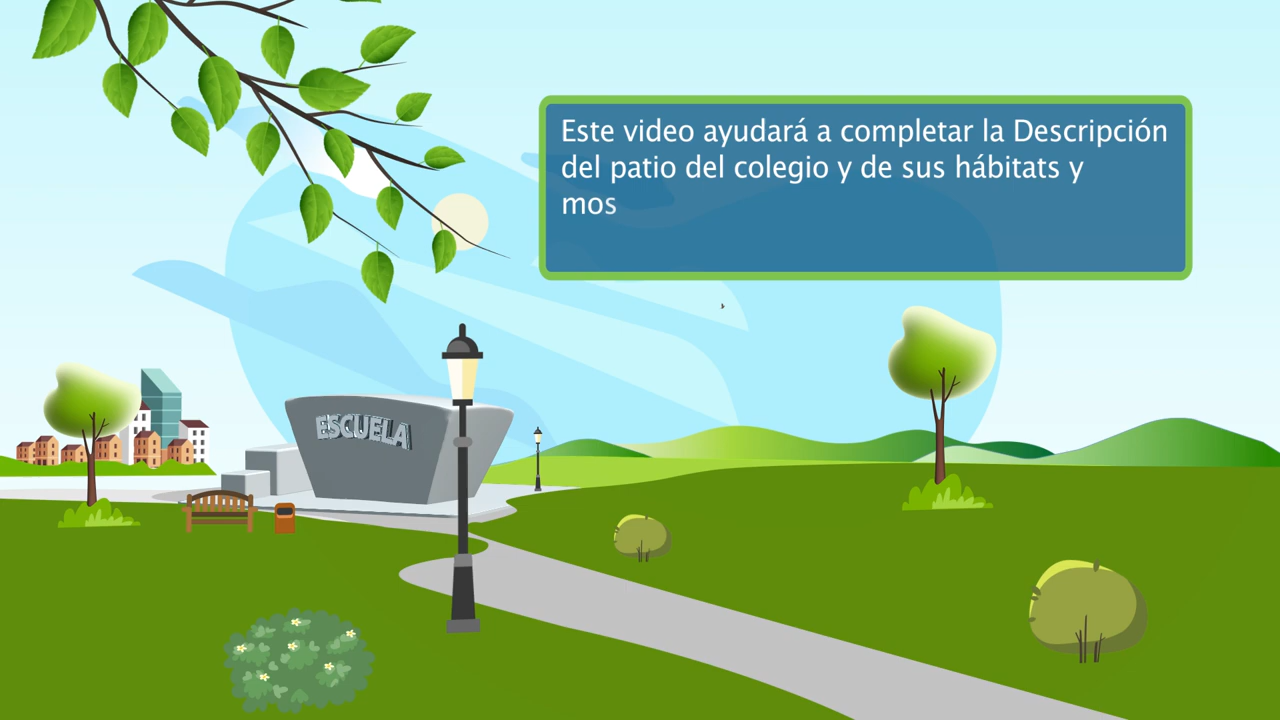 Este video ayudará a completar la Descripción
del patio del colegio y de sus hábitats y
mos
ESCUELA